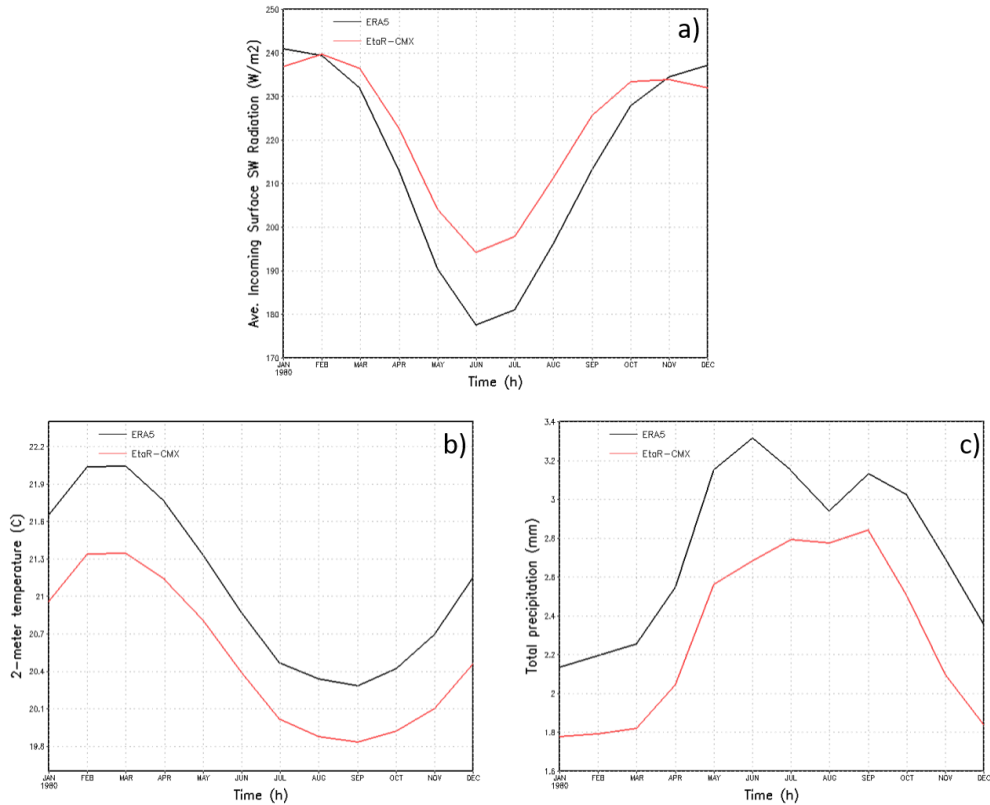 a)
ERA5
EtaR-CMX
Ave. Incoming Surface SW Radiation (W/m2)
250
240
230
220
210
200
190
180
170
JAN FEB MAR APR MAY JUN JUL AUG SEP OCT NOV DEC
1980
Time (h)
b)
ERA5
EtaR-CMX
2-meter temperature (C)
22.2
21.9
21.6
21.3
21
20.7
20.4
20.1
19.8
JAN FEB MAR APR MAY JUN JUL AUG SEP OCT NOV DEC
1980
Time (h)
c)
ERA5
EtaR-CMX
Total precipitation (mm)
3.4
3.2
3
2.8
2.6
2.4
2.2
2
1.8
1.6
JAN FEB MAR APR MAY JUN JUL AUG SEP OCT NOV DEC
1980
Time (h)